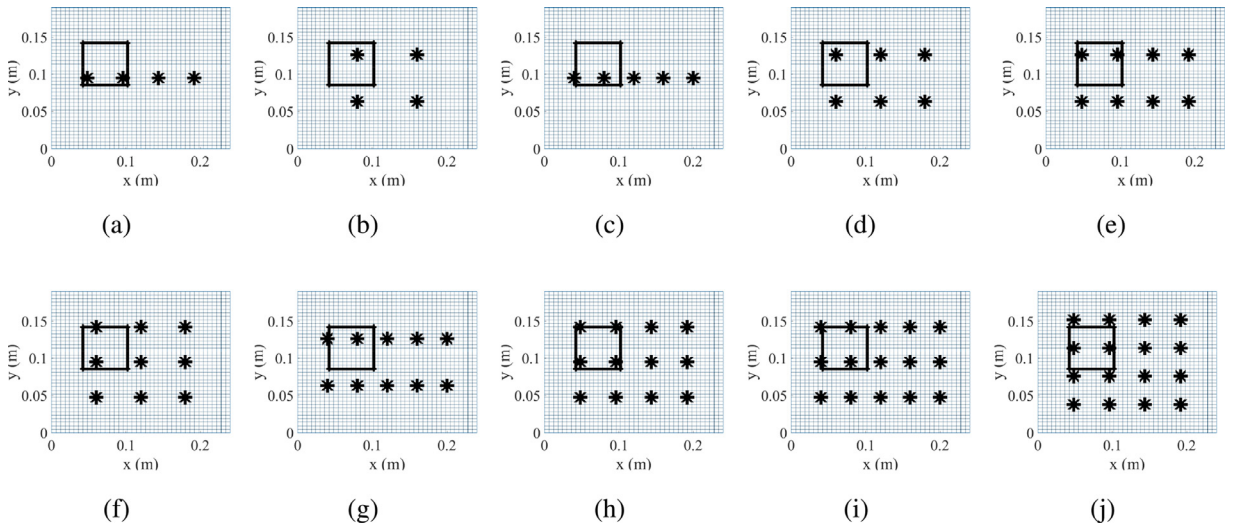 0.15 0.15 0.15 0.15 0.15
y (m) y (m) y (m) y (m) y (m)
0.1 0.1 0.1 0.1 0.1
0.05 0.05 0.05 0.05 0.05
0 0 0 0 0
0 0.1 0.2 0 0.1 0.2 0 0.1 0.2 0 0.1 0.2 0 0.1 0.2
x (m) x (m) x (m) x (m) x (m)
(a) (b) (c) (d) (e)
0.15 0.15 0.15 0.15 0.15
y (m) y (m) y (m) y (m) y (m)
0.1 0.1 0.1 0.1 0.1
0.05 0.05 0.05 0.05 0.05
0 0 0 0 0
0 0.1 0.2 0 0.1 0.2 0 0.1 0.2 0 0.1 0.2 0 0.1 0.2
x (m) x (m) x (m) x (m) x (m)
(f) (g) (h) (i) (j)